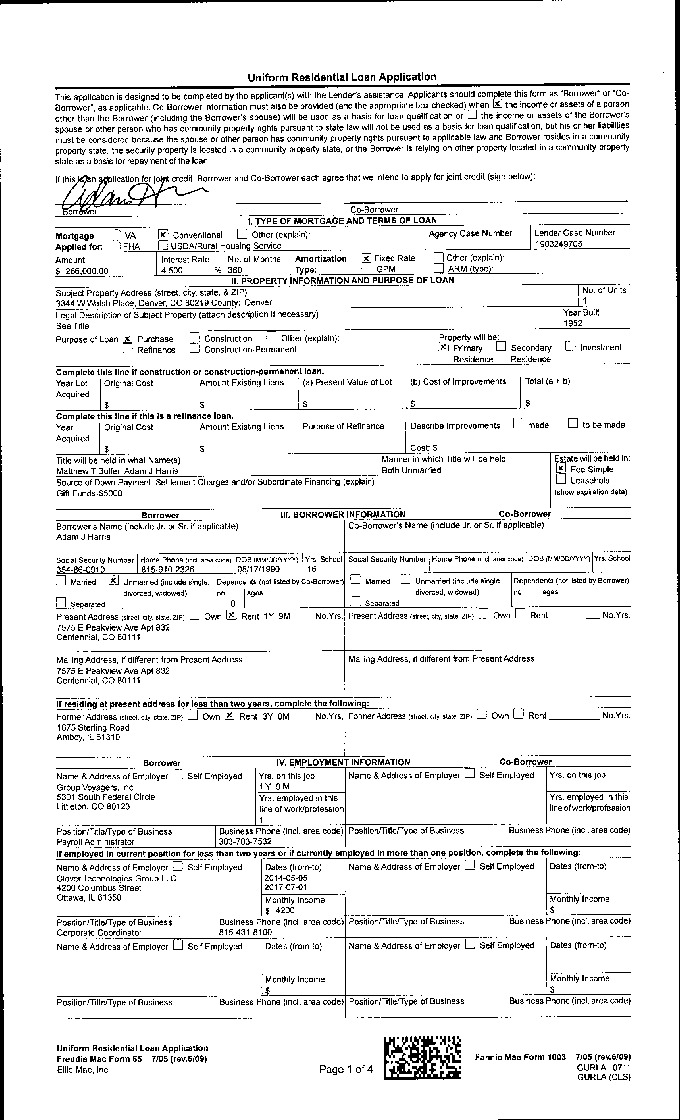 Uniform Residential Loan Application
This application is designed to be completed by the applicant(s) with the Lender's assistance. Applicants should complete this form as "Borrower" or "Co-
Borrower", as applicable. Co-Borrower information must also be provided (and the appropriate box checked) when the income or assets of a person
other than the Borrower (including the Borrower's spouse) will be used as a basis for loan qualification or the income or assets of the Borrower's
spouse or other person who has community property rights pursuant to state law will not be used as a basis for loan qualification, but his or her liabilities
must be considered because the spouse or other person has community property rights pursuant to applicable law and Borrower resides in a community
property state, the security property is located in a community property state, or the Borrower is relying on other property located in a community property
state as a basis for repayment of the loan.
If this is an application for joint credit, Borrower and Co-Borrower each agree that we intend to apply for joint credit (sign below):
Borrower Co-Borrower
I. TYPE OF MORTGAGE AND TERMS OF LOAN
Mortgage VA x Conventional Other (explain): Agency Case Number Lender Case Number
Applied for: FHA USDA/Rural Housing Service 1903249705
Amount Interest Rate No. of Months Amortization x Fixed Rate Other (explain):
$ 266,000.00 4.500 % 360 Type: GPM ARM (type):
II. PROPERTY INFORMATION AND PURPOSE OF LOAN
Subject Property Address (street, city, state, & ZIP) No. of Units
3344 W Walsh Place, Denver, CO 80219 County: Denver 1
Legal Description of Subject Property (attach description if necessary) Year Built
See Title 1952
Purpose of Loan x Purchase Construction Other (explain): Property will be:
Refinance Construction-Permanent x Primary Residence Secondary Residence Investment
Complete this line if construction or construction-permanent loan.
Year Lot Acquired Original Cost Amount Existing Liens (a) Present Value of Lot (b) Cost of Improvements Total (a + b)
$ $ $ $ $
Complete this line if this is a refinance loan.
Year Acquired Original Cost Amount Existing Liens Purpose of Refinance Describe Improvements made to be made
$ $ Cost: $
Title will be held in what Name(s) Manner in which Title will be held Estate will be held in:
Matthew T Butler, Adam J Harris Both Unmarried x Fee Simple
Source of Down Payment, Settlement Charges and/or Subordinate Financing (explain) Leasehold
Gift Funds-$5000 (show expiration date)
Borrower III. BORROWER INFORMATION Co-Borrower
Borrower's Name (include Jr. or Sr. if applicable) Co-Borrower's Name (include Jr. or Sr. if applicable)
Adam J Harris
Social Security Number Home Phone (incl. area code) DOB (MM/DD/YYYY) Yrs. School Social Security Number Home Phone (incl. area code) DOB (MM/DD/YYYY) Yrs. School
815-910-2326 16
Married x Unmarried (include single, divorced, widowed) Dependents (not listed by Co-Borrower) Married Unmarried (include single, divorced, widowed) Dependents (not listed by Borrower)
Separated no. 0 ages Separated no. ages
Present Address (street, city, state, ZIP) Own x Rent 1Y 9M No.Yrs. Present Address (street, city, state, ZIP) Own Rent No.Yrs.
7575 E Peakview Ave Apt 832
Centennial, CO 80111
Mailing Address, if different from Present Address Mailing Address, if different from Present Address
7575 E Peakview Ave Apt 832
Centennial, CO 80111
If residing at present address for less than two years, complete the following:
Former Address (street, city, state, ZIP) Own x Rent 3Y 0M No.Yrs. Former Address (street, city, state, ZIP) Own Rent No.Yrs.
1675 Sterling Road
Amboy, IL 61310
Borrower IV. EMPLOYMENT INFORMATION Co-Borrower
Name & Address of Employer Self Employed Yrs. on this job Name & Address of Employer Self Employed Yrs. on this job
Group Voyagers, Inc 1 Y 9 M
5301 South Federal Circle Yrs. employed in this line of work/profession Yrs. employed in this line of work/profession
Littleton, CO 80123 1
Position/Title/Type of Business Business Phone (incl. area code) Position/Title/Type of Business Business Phone (incl. area code)
Payroll Administrator 303-703-7532
If employed in current position for less than two years or if currently employed in more than one position, complete the following:
Name & Address of Employer Self Employed Dates (from-to) Name & Address of Employer Self Employed Dates (from-to)
2014-05-05
4200 Columbus Street 2017-07-01
Ottawa, IL 61350 Monthly Income Monthly Income
$ 4200 $
Position/Title/Type of Business Business Phone (incl. area code) Position/Title/Type of Business Business Phone (incl. area code)
Corporate Coordinator 815-431-8100
Name & Address of Employer Self Employed Dates (from-to) Name & Address of Employer Self Employed Dates (from-to)
Monthly Income Monthly Income
$ $
Position/Title/Type of Business Business Phone (incl. area code) Position/Title/Type of Business Business Phone (incl. area code)
Uniform Residential Loan Application
Freddie Mac Form 65 7/05 (rev.6/09) Fannie Mae Form 1003 7/05 (rev.6/09)
Ellie Mae, Inc. Page 1 of 4 GURLA 0711
GURLA (CLS)